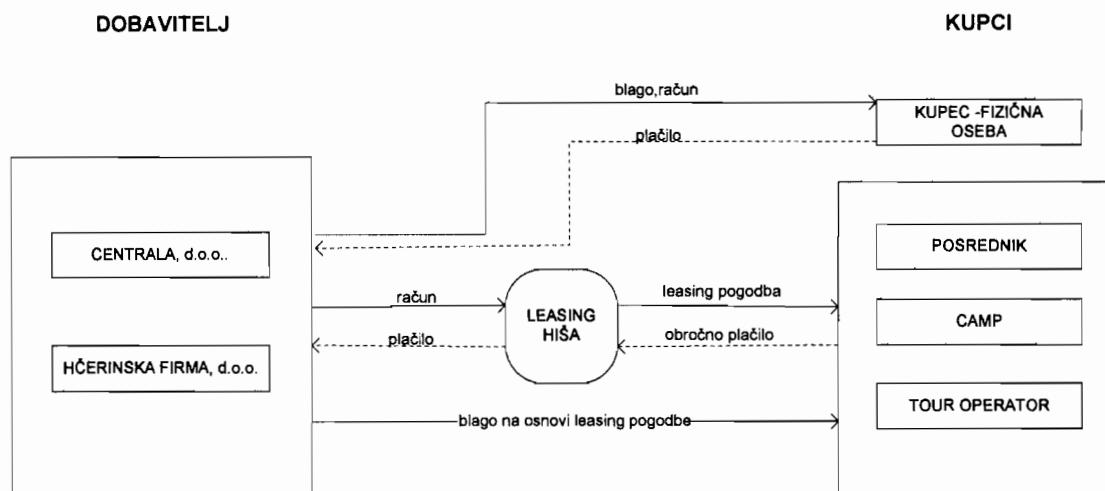 DOBAVITELJ
KUPCI
blago,račun
KUPEC -FIZIČNA
OSEBA
plačilo
CENTRALA, d.o.o..
POSREDNIK
račun
LEASING
HIŠA
leasing pogodba
CAMP
plačilo
obročno plačilo
HČERINSKA FIRMA, d.o.o.
TOUR OPERATOR
blago na osnovi leasing pogodbe